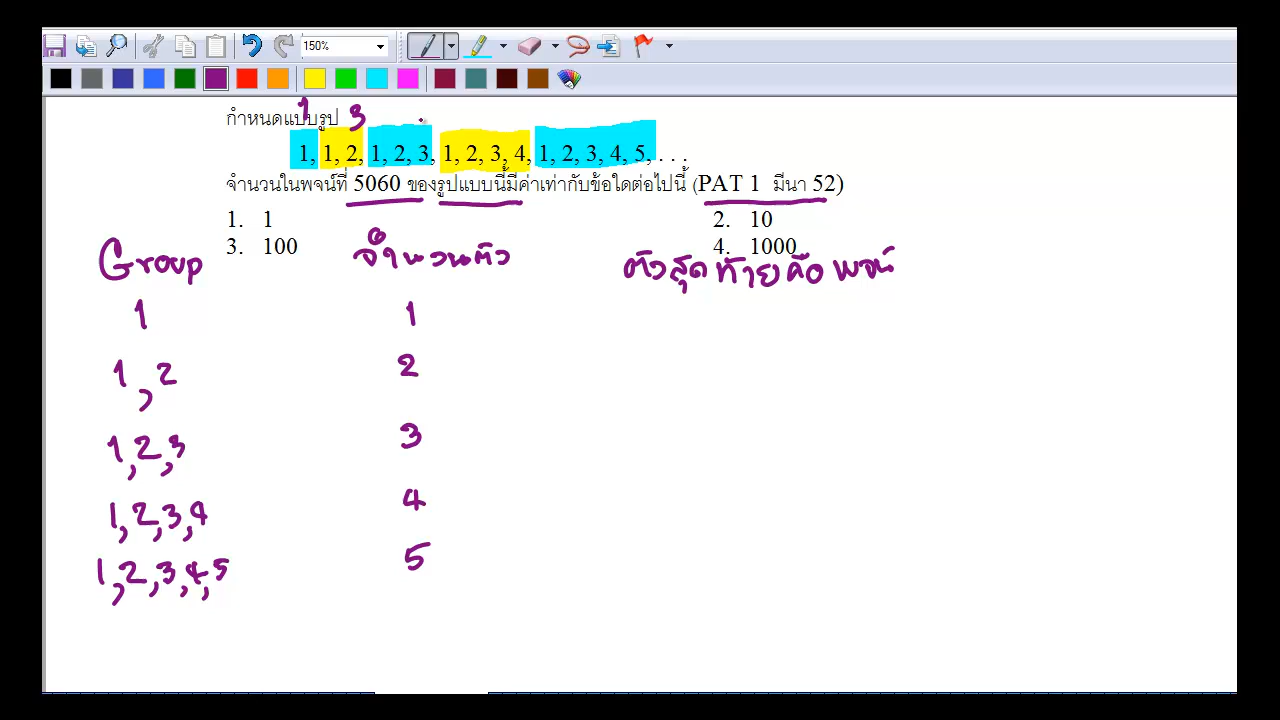 150%
กำหนดแบบรูป
1 3
1, 1, 2, 1, 2, 3, 1, 2, 3, 4, 1, 2, 3, 4, 5, . . .
จำนวนในพจน์ที่ 5060 ของรูปแบบนี้มีค่าเท่ากับข้อใดต่อไปนี้ (PAT 1 มีนา 52)
1. 1 2. 10
3. 100 4. 1000
Group จำนวนตัว ตัวสุดท้ายคือพจน์
1 1
1, 2 2
1, 2, 3 3
1, 2, 3, 4 4
1, 2, 3, 4, 5 5